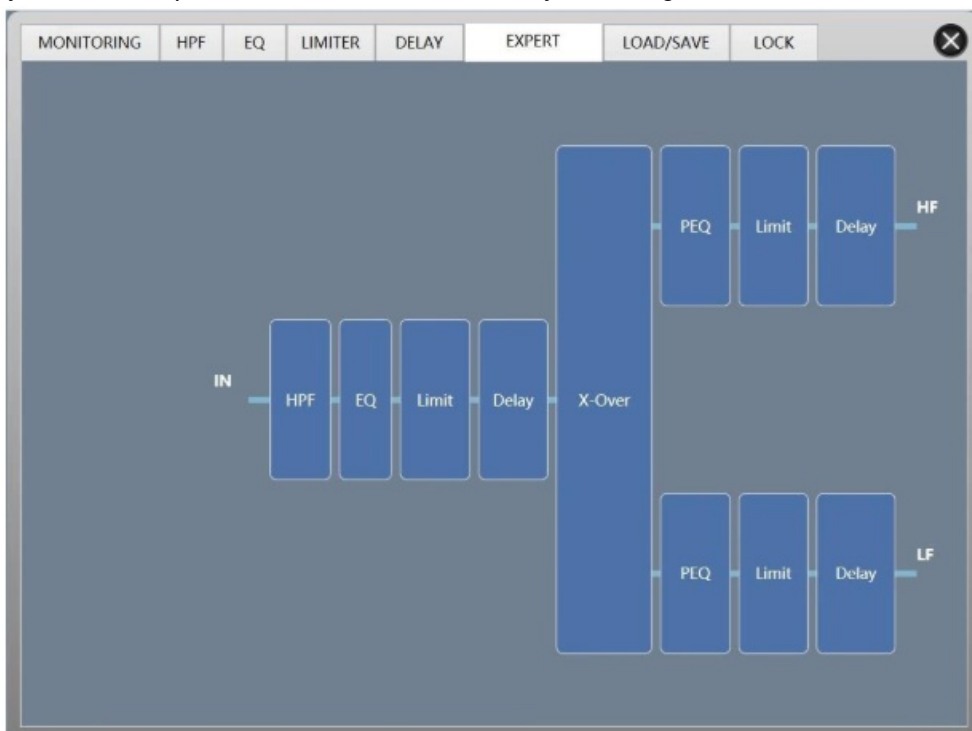 MONITORING HPF EQ LIMITER DELAY EXPERT LOAD/SAVE LOCK
HF
PEQ Limit Delay
IN
HPF EQ Limit Delay X-Over
LF
PEQ Limit Delay